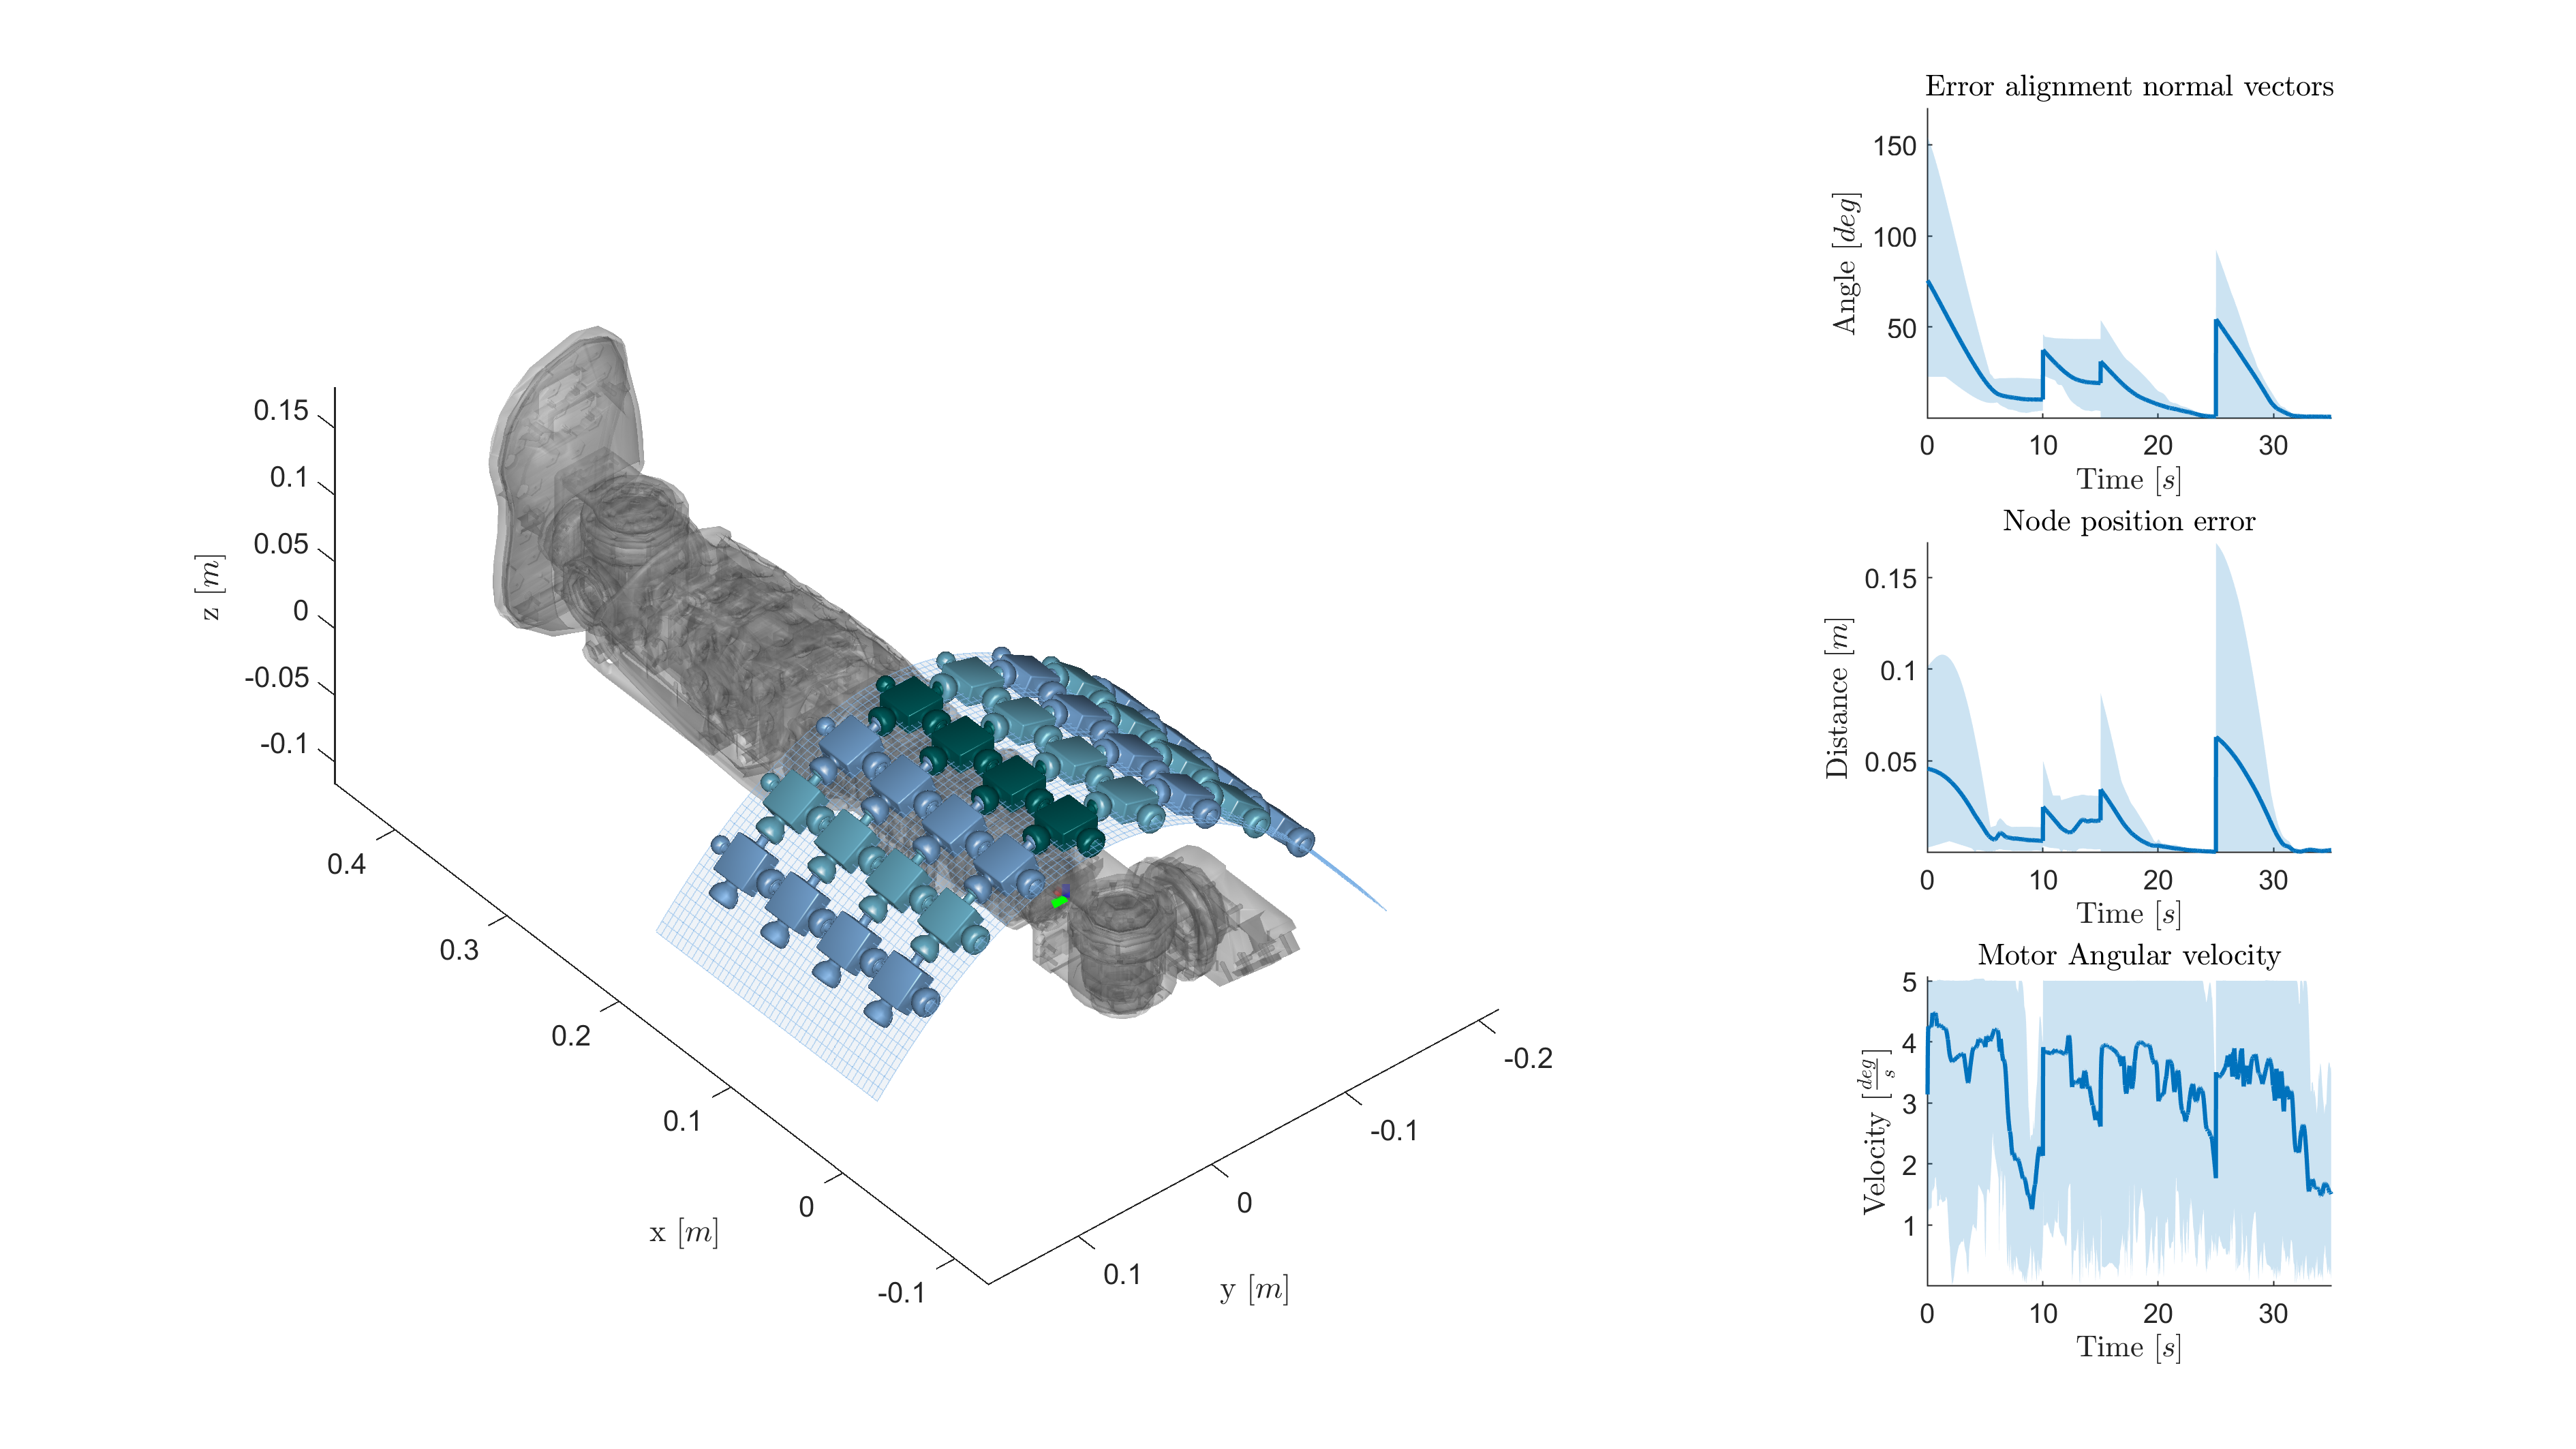 0.15
0.1
0.05
0
-0.05
-0.1
z [m]
0.4
0.3
0.2
0.1
0
-0.1
x [m]
-0.2
-0.1
0
0.1
y [m]
Error alignment normal vectors
150
100
50
Angle [deg]
0 10 20 30
Time [s]
Node position error
0.15
0.1
0.05
Distance [m]
0 10 20 30
Time [s]
Motor Angular velocity
5
4
3
2
1
Velocity [deg/s]
0 10 20 30
Time [s]